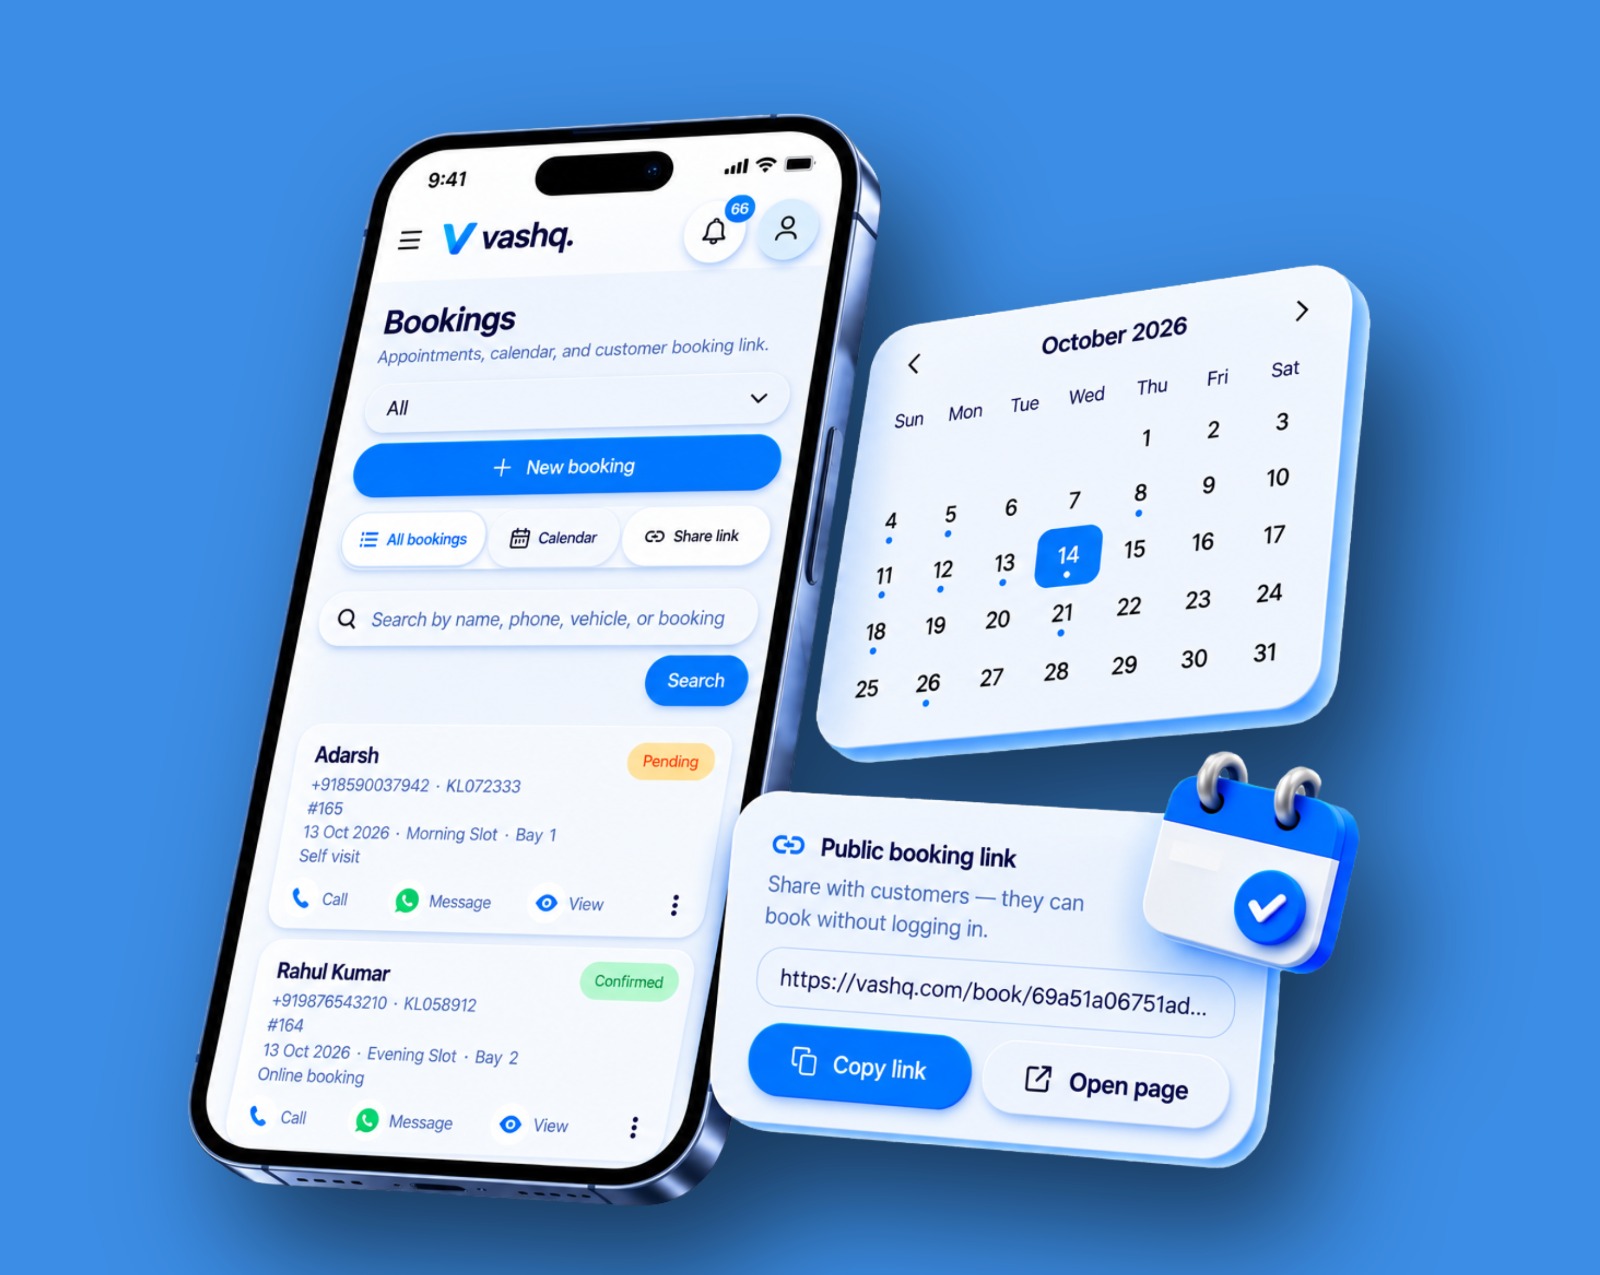 9:41
66
vashq.
Bookings
Appointments, calendar, and customer booking link.
All
New booking
All bookings
Calendar
Share link
Search by name, phone, vehicle, or booking
Search
Adarsh
Pending
+918590037942 · KL072333
#165
13 Oct 2026 · Morning Slot · Bay 1
Self visit
Call
Message
View
Rahul Kumar
Confirmed
+919876543210 · KL058912
#164
13 Oct 2026 · Evening Slot · Bay 2
Online booking
Call
Message
View
October 2026
Sun Mon Tue Wed Thu Fri Sat
1 2 3
4 5 6 7 8 9 10
11 12 13 14 15 16 17
18 19 20 21 22 23 24
25 26 27 28 29 30 31
Public booking link
Share with customers — they can
book without logging in.
https://vashq.com/book/69a51a06751ad...
Copy link
Open page